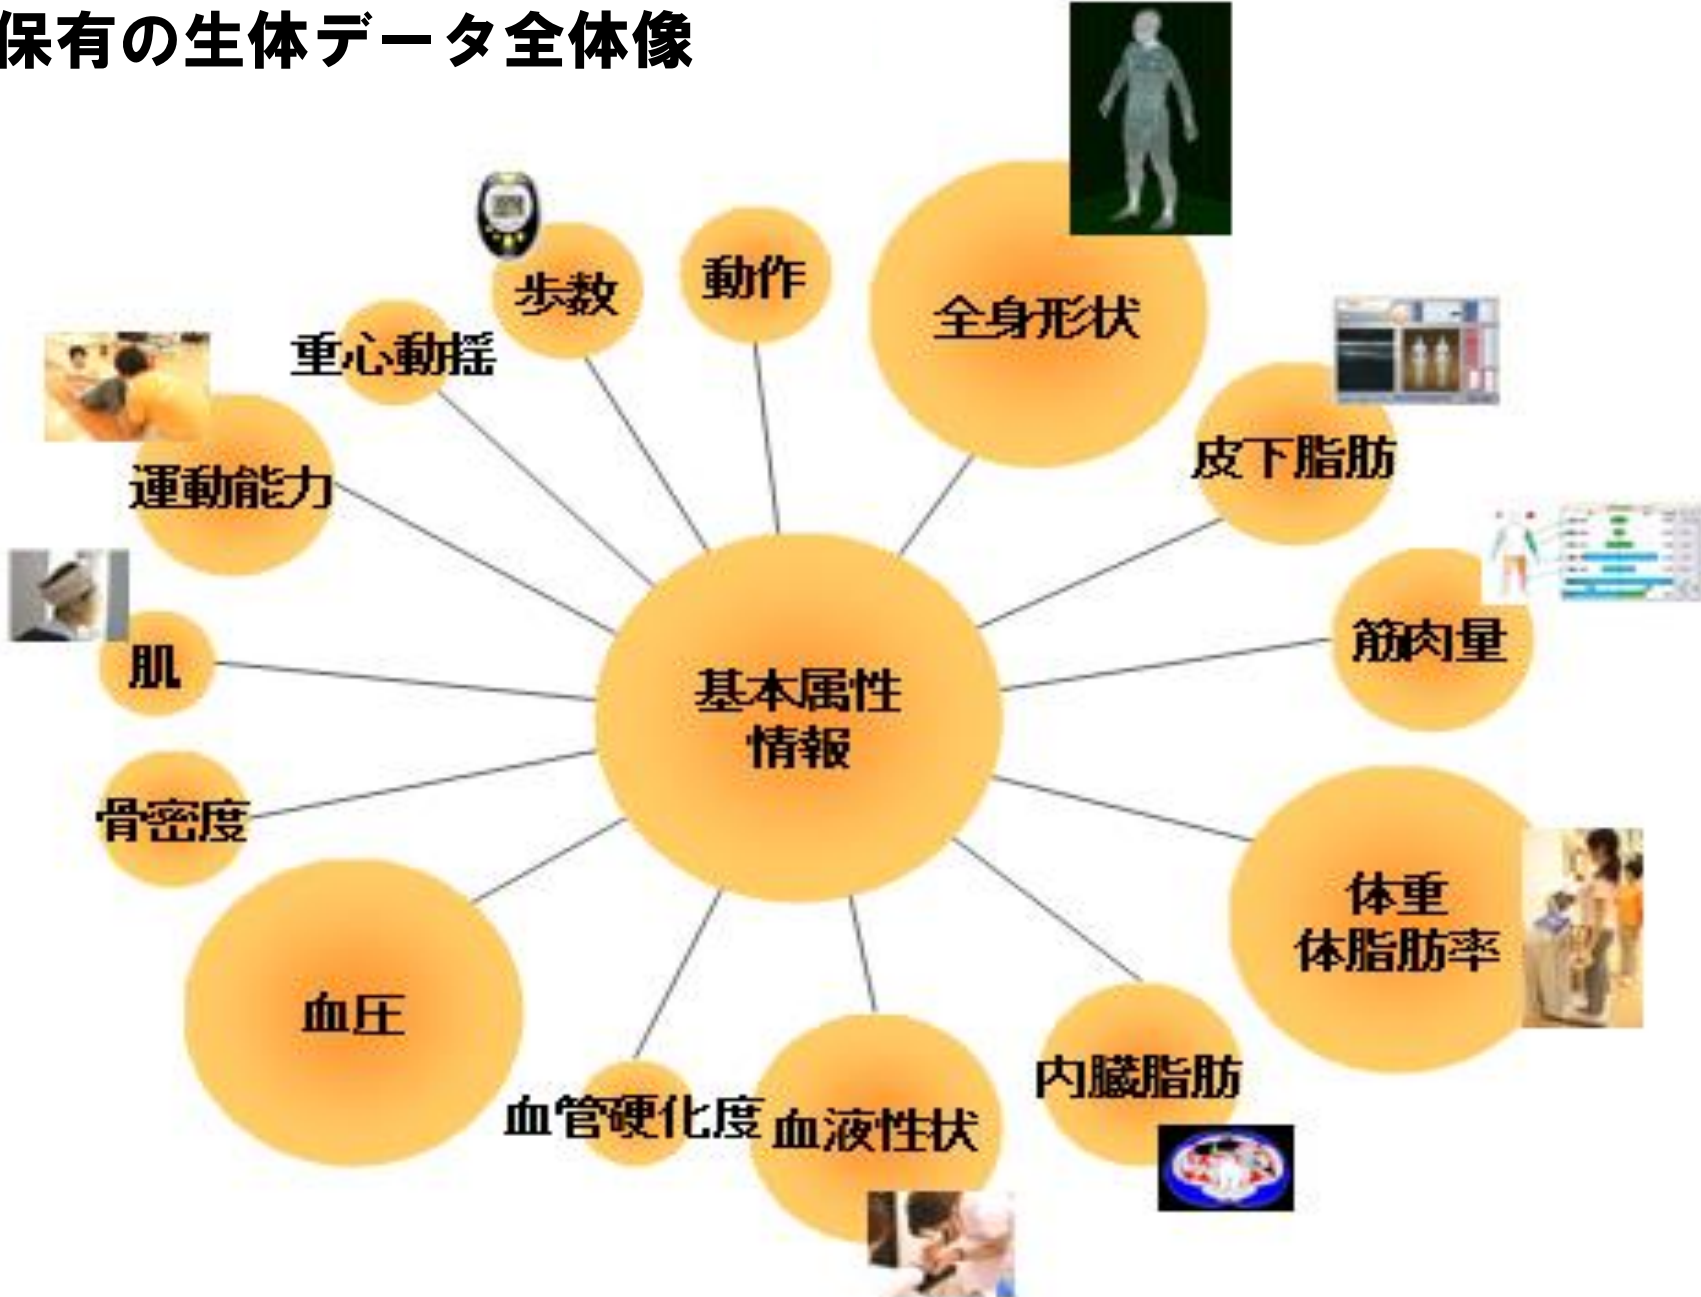 保有の生体データ全体像
動作
歩数
全身形状
重心動揺
皮下脂肪
運動能力
筋肉量
肌
基本属性
情報
骨密度
体重
体脂肪率
血圧
内臓脂肪
血管硬化度
血液性状